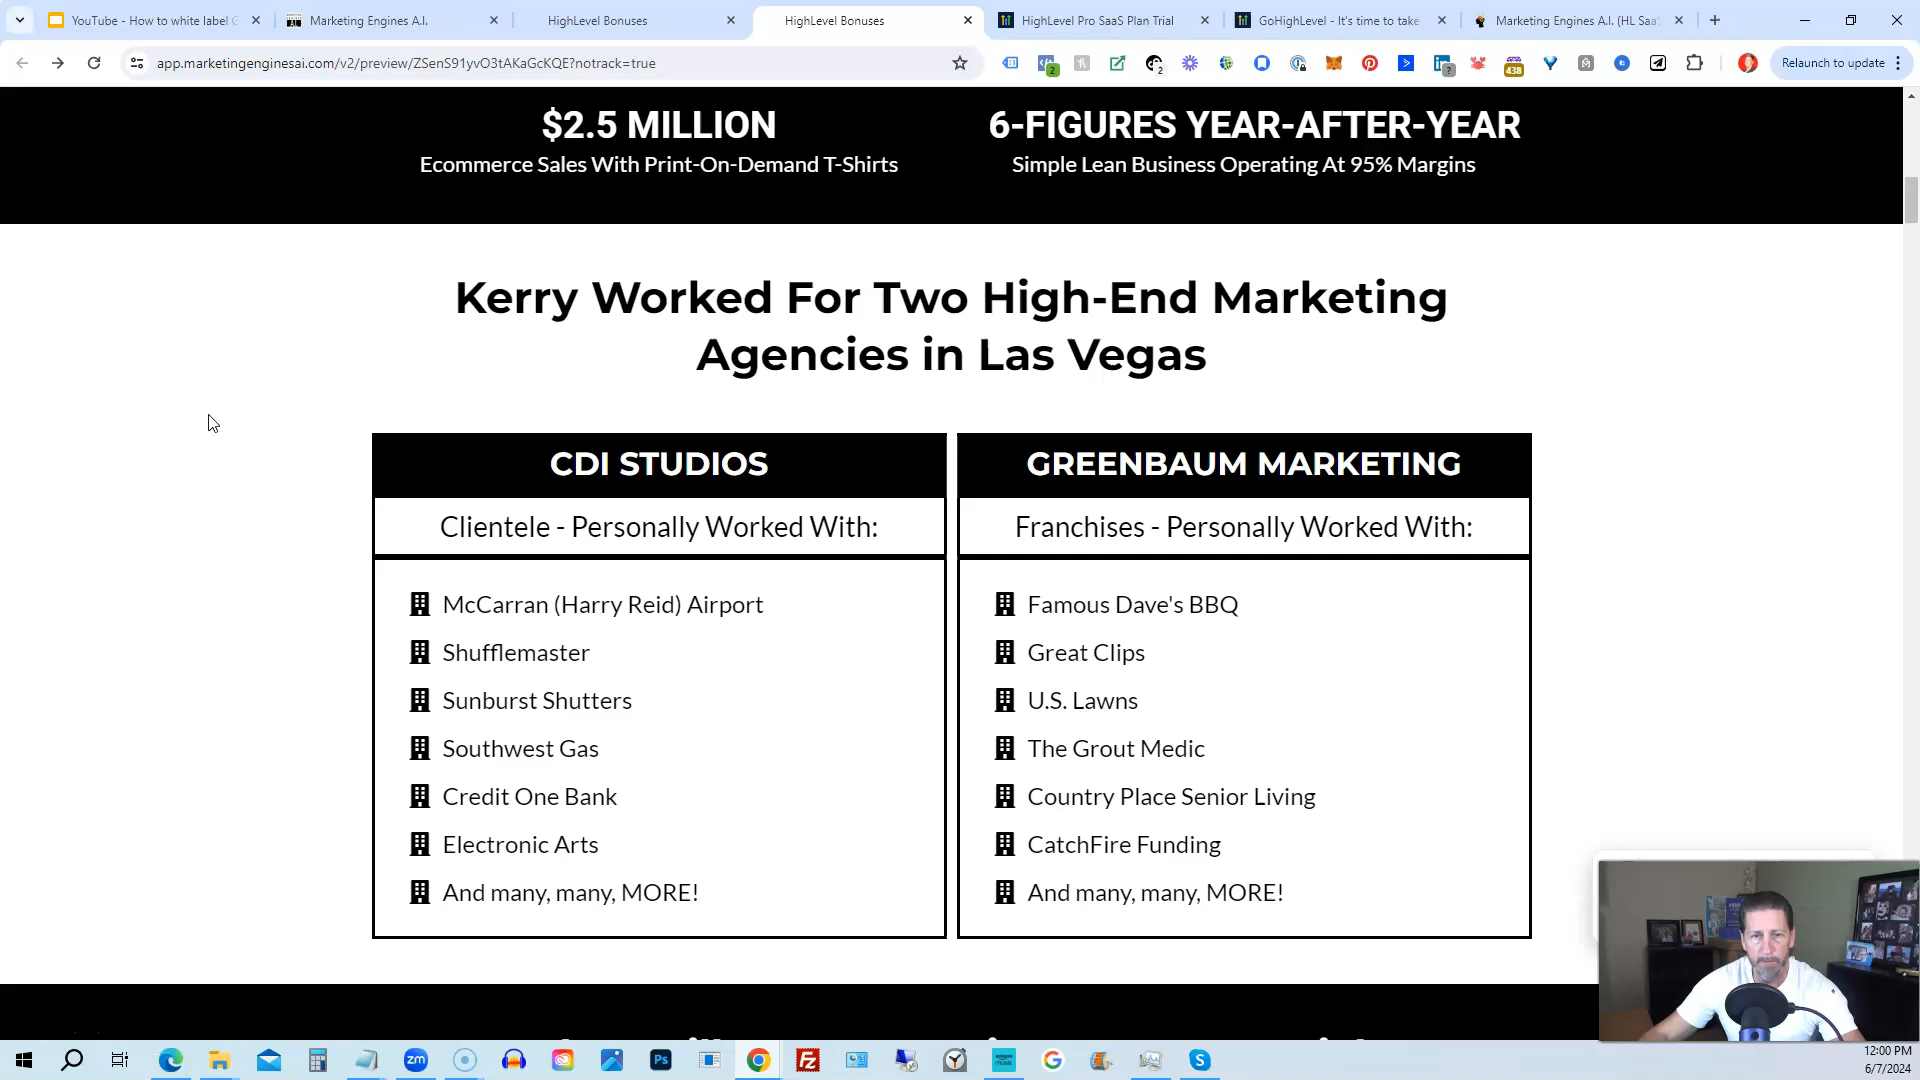 YouTube - How to white label G
Marketing Engines A.I.
HighLevel Bonuses
HighLevel Bonuses
HighLevel Pro SaaS Plan Trial
GoHighLevel - It's time to take
Marketing Engines A.I. (HL SaaS
app.marketingenginesai.com/v2/preview/ZSenS91yvO3tAKaGcKQE?notrack=true
2
2
?
438
Relaunch to update
$2.5 MILLION
Ecommerce Sales With Print-On-Demand T-Shirts
6-FIGURES YEAR-AFTER-YEAR
Simple Lean Business Operating At 95% Margins
Kerry Worked For Two High-End Marketing
Agencies in Las Vegas
CDI STUDIOS
Clientele - Personally Worked With:
McCarran (Harry Reid) Airport
Shufflemaster
Sunburst Shutters
Southwest Gas
Credit One Bank
Electronic Arts
And many, many, MORE!
GREENBAUM MARKETING
Franchises - Personally Worked With:
Famous Dave's BBQ
Great Clips
U.S. Lawns
The Grout Medic
Country Place Senior Living
CatchFire Funding
And many, many, MORE!
zm
Ps
12:00 PM
6/7/2024